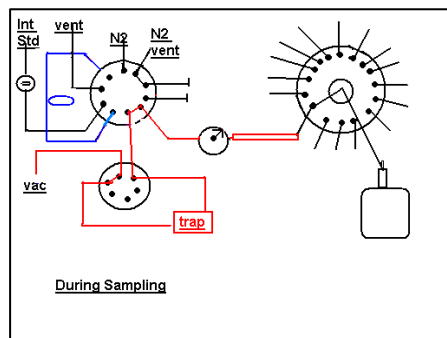 Int
Std
vent
N2
N2
vent
vac
trap
During Sampling